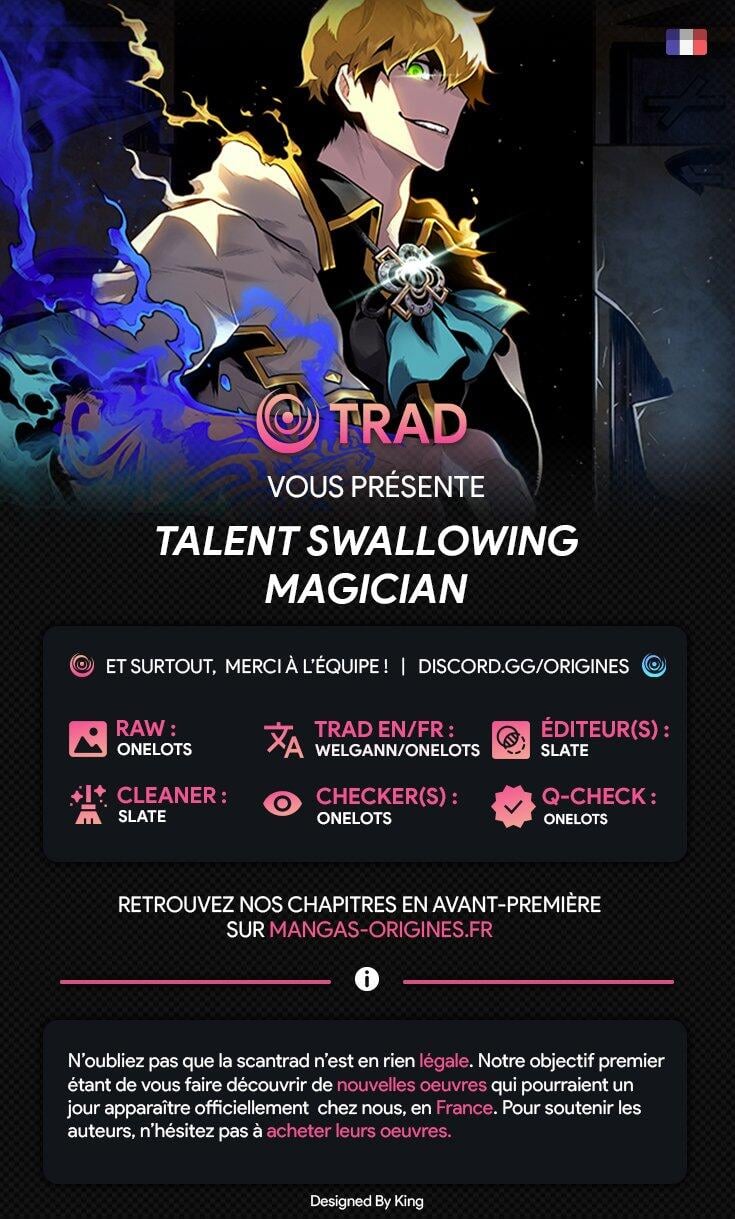 TRAD
VOUS PRÉSENTE
TALENT SWALLOWING
MAGICIAN
ET SURTOUT, MERCI À L'ÉQUIPE ! | DISCORD.GG/ORIGINES
RAW :
ONELOTS
TRAD EN/FR :
WELGANN/ONELOTS
ÉDITEUR(S) :
SLATE
CLEANER :
SLATE
CHECKER(S) :
ONELOTS
Q-CHECK :
ONELOTS
RETROUVEZ NOS CHAPITRES EN AVANT-PREMIÈRE
SUR MANGAS-ORIGINES.FR
N'oubliez pas que la scantrad n'est en rien légale. Notre objectif premier
étant de vous faire découvrir de nouvelles oeuvres qui pourraient un
jour apparaître officiellement chez nous, en France. Pour soutenir les
auteurs, n'hésitez pas à acheter leurs oeuvres.
Designed By King